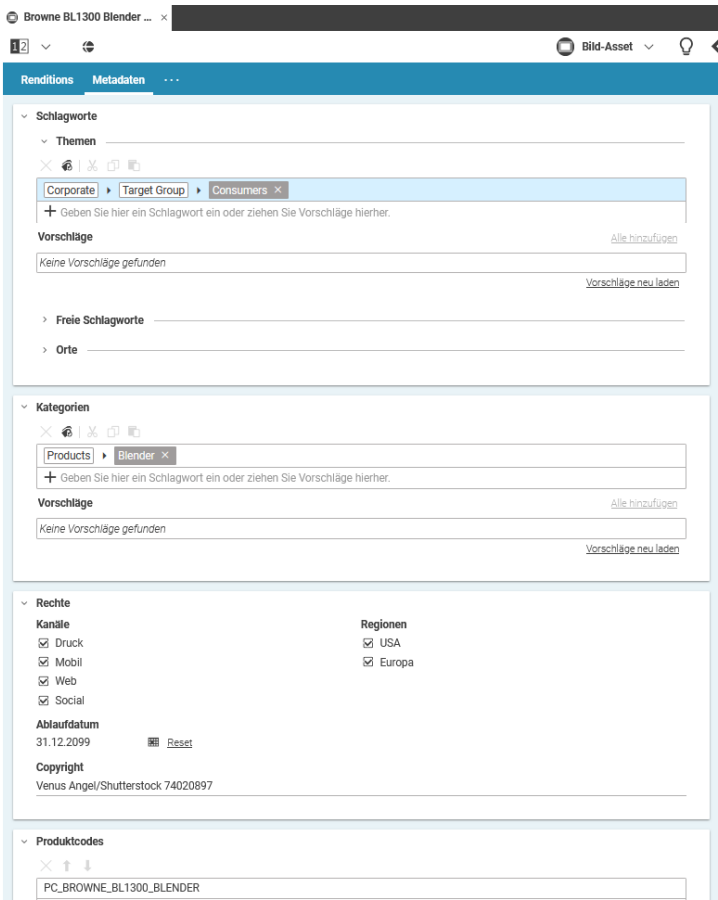 Browne BL1300 Blender ... ×
12
Bild-Asset
Renditions Metadaten ···
Schlagworte
Themen
Corporate Target Group Consumers ×
Geben Sie hier ein Schlagwort ein oder ziehen Sie Vorschläge hierher.
Vorschläge Alle hinzufügen
Keine Vorschläge gefunden
Vorschläge neu laden
Freie Schlagworte
Orte
Kategorien
Products Blender ×
Geben Sie hier ein Schlagwort ein oder ziehen Sie Vorschläge hierher.
Vorschläge Alle hinzufügen
Keine Vorschläge gefunden
Vorschläge neu laden
Rechte
Kanäle Regionen
Druck USA
Mobil Europa
Web
Social
Ablaufdatum
31.12.2099 Reset
Copyright
Venus Angel/Shutterstock 74020897
Produktcodes
PC_BROWNE_BL1300_BLENDER